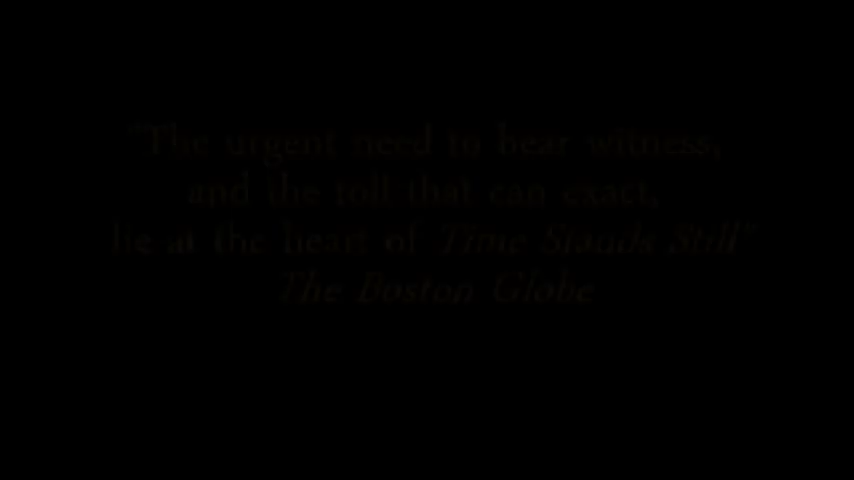 "The urgent need to bear witness,
and the toll that can exact,
lie at the heart of Time Stands Still"
The Boston Globe